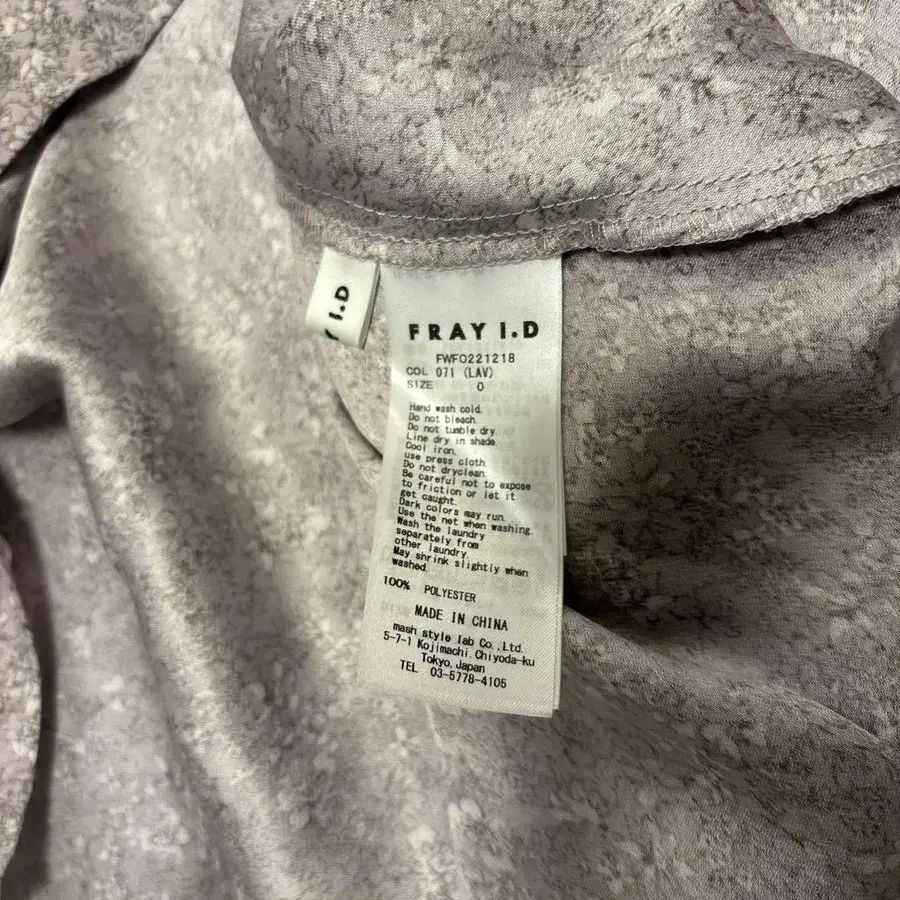 I.D
FRAY I.D
FWFO221218
COL 071 (LAV)
SIZE 0
Hand wash cold.
Do not bleach.
Do not tumble dry.
Line dry in shade.
Cool iron.
use press cloth.
Do not dryclean.
Be careful not to expose
to friction or let it
get caught.
Dark colors may run.
Use the net when washing.
Wash the laundry
separately from
other laundry.
May shrink slightly when
washed.
100% POLYESTER
MADE IN CHINA
mash style lab Co.,Ltd.
5-7-1 Kojimachi.Chiyoda-ku
Tokyo,Japan
TEL 03-5778-4105